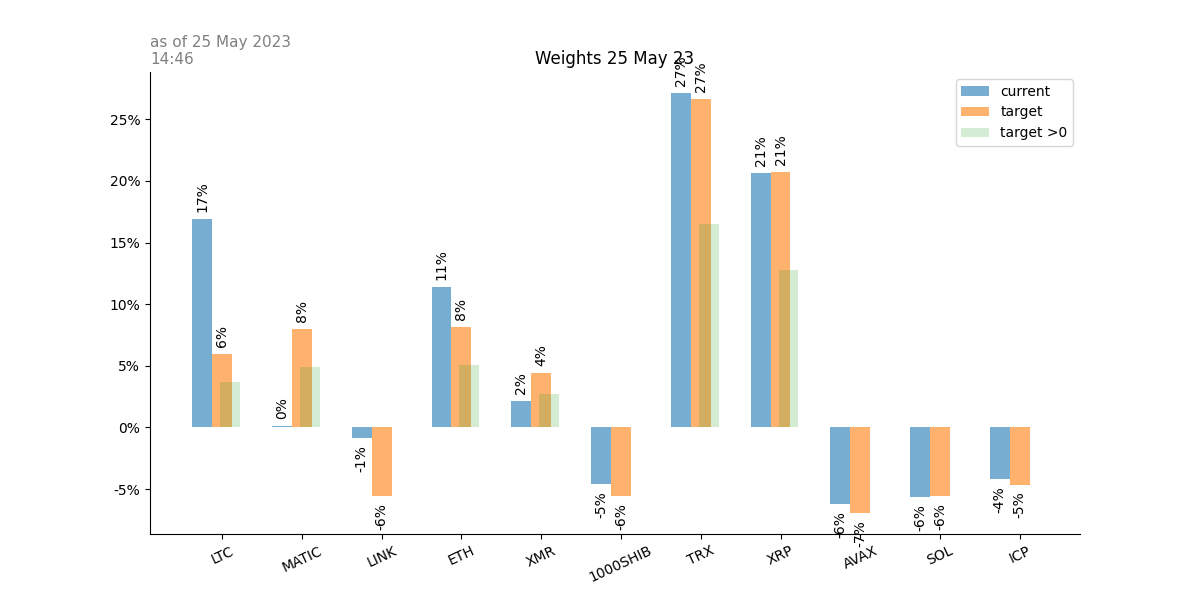 as of 25 May 2023
14:46
Weights 25 May 23
current
target
target >0
25%
20%
15%
10%
5%
0%
-5%
17%
6%
0%
8%
-1%
-6%
11%
8%
2%
4%
-5%
-6%
27%
27%
21%
21%
-6%
-7%
-6%
-6%
-4%
-5%
LTC
MATIC
LINK
ETH
XMR
1000SHIB
TRX
XRP
AVAX
SOL
ICP